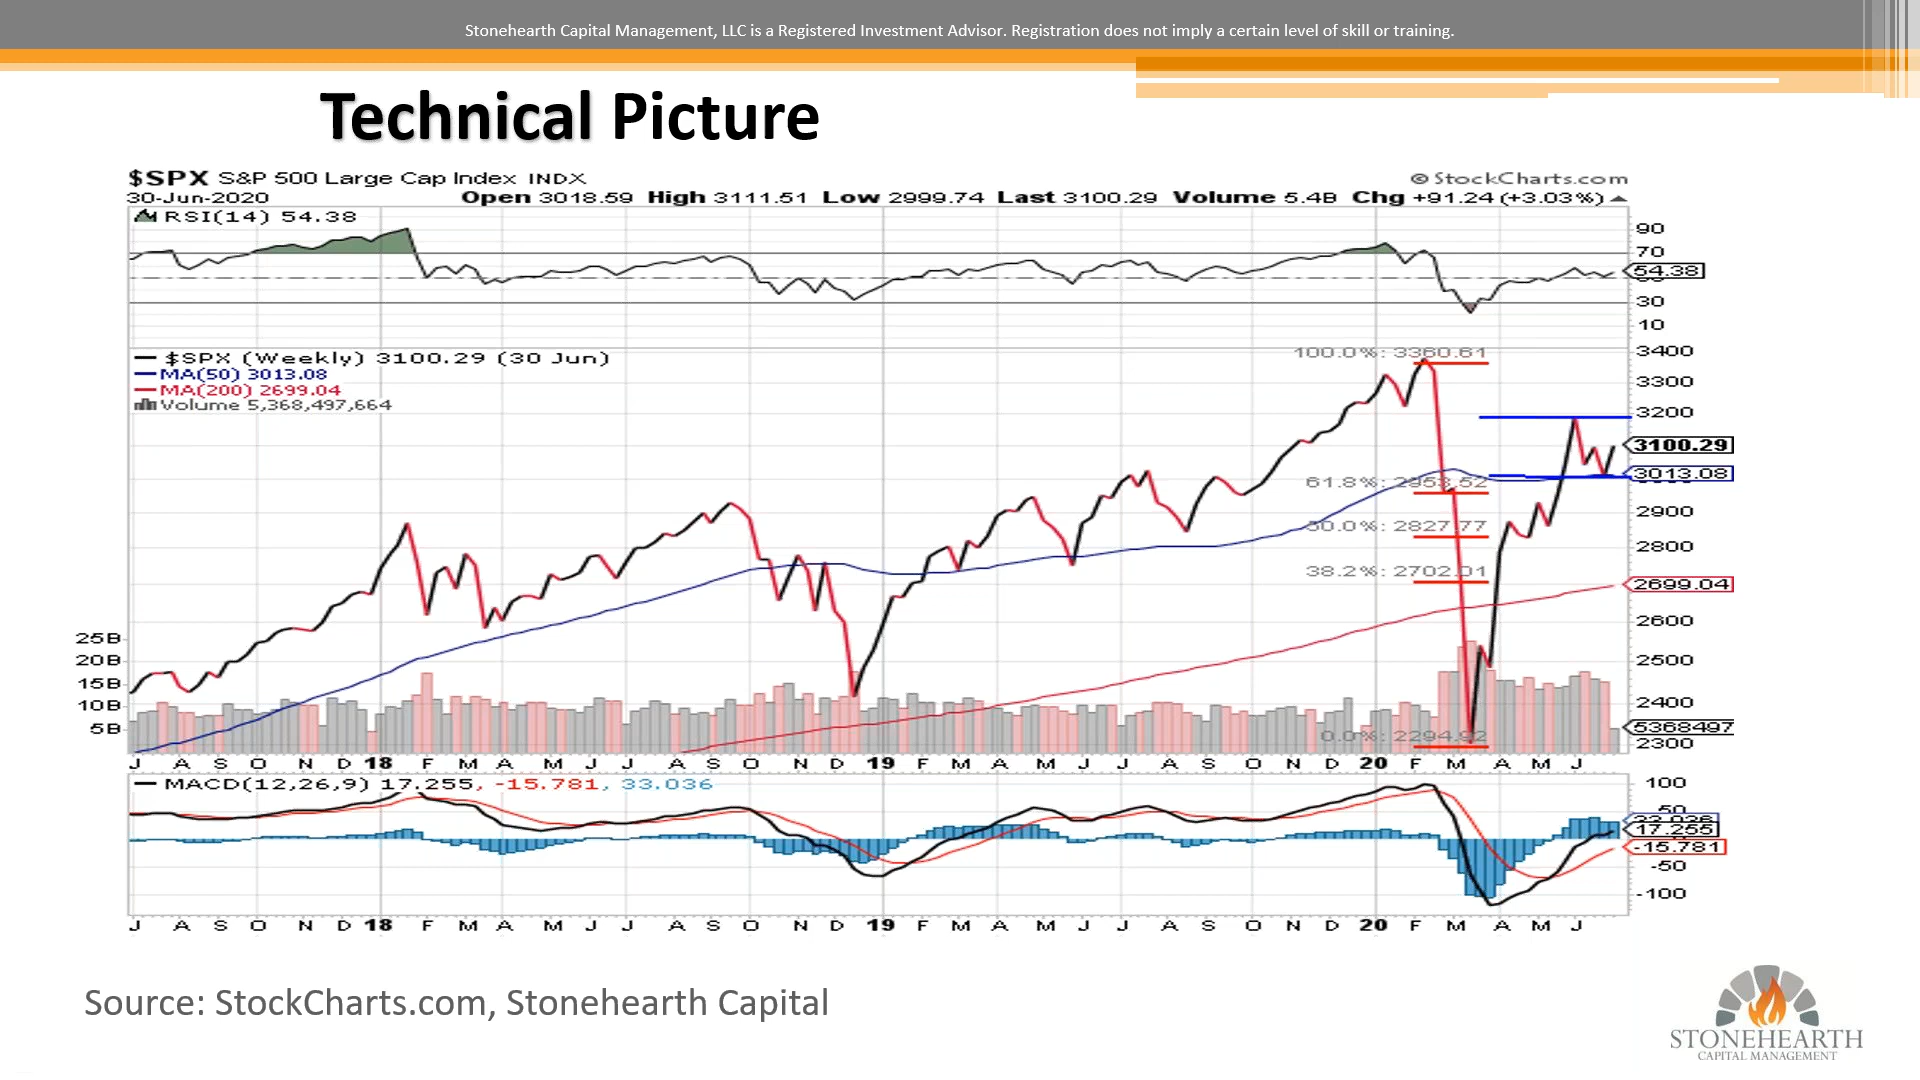 Stonehearth Capital Management, LLC is a Registered Investment Advisor. Registration does not imply a certain level of skill or training.
Technical Picture
$SPX S&P 500 Large Cap Index INDX
© StockCharts.com
30-Jun-2020
Open 3018.59 High 3111.51 Low 2999.74 Last 3100.29 Volume 5.4B Chg +91.24 (+3.03%)
RSI(14) 54.38
90
70
54.38
30
10
$SPX (Weekly) 3100.29 (30 Jun)
MA(50) 3013.08
MA(200) 2699.04
Volume 5,368,497,664
100.0%: 3360.61
61.8%: 2953.52
50.0%: 2827.77
38.2%: 2702.01
0.0%: 2294.92
3400
3300
3200
3100.29
3013.08
2900
2800
2699.04
2600
2500
2400
5368497
2300
25B
20B
15B
10B
5B
J A S O N D 18 F M A M J J A S O N D 19 F M A M J J A S O N D 20 F M A M J
MACD(12,26,9) 17.255, -15.781, 33.036
100
50
33.036
17.255
-15.781
-50
-100
J A S O N D 18 F M A M J J A S O N D 19 F M A M J J A S O N D 20 F M A M J
Source: StockCharts.com, Stonehearth Capital
STONEHEARTH
CAPITAL MANAGEMENT